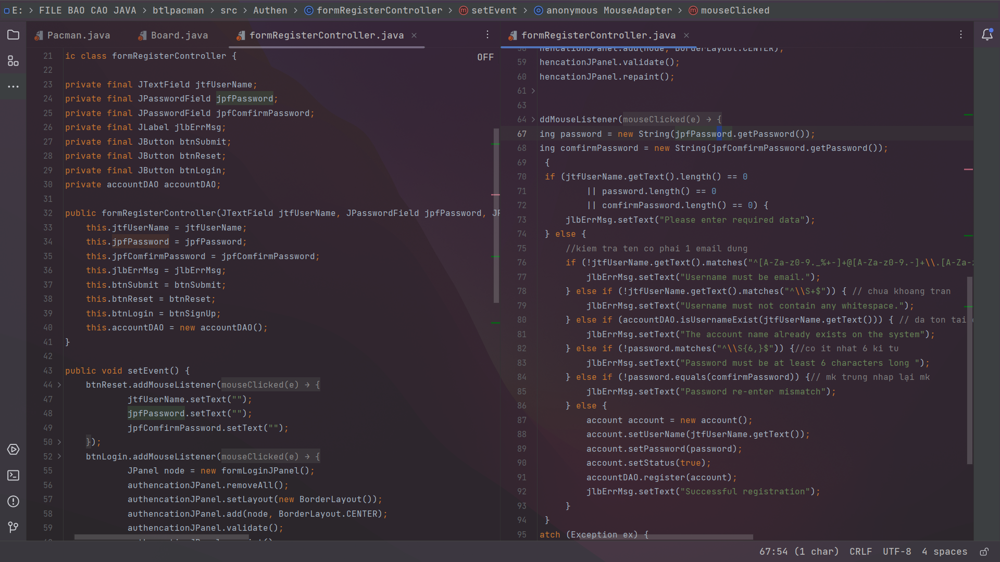 E: > FILE BAO CAO JAVA > btlpacman > src > Authen > formRegisterController > setEvent > anonymous MouseAdapter > mouseClicked
Pacman.java
Board.java
formRegisterController.java
OFF
21 ic class formRegisterController {
22
23 private final JTextField jtfUserName;
24 private final JPasswordField jpfPassword;
25 private final JPasswordField jpfComfirmPassword;
26 private final JLabel jlbErrMsg;
27 private final JButton btnSubmit;
28 private final JButton btnReset;
29 private final JButton btnLogin;
30 private accountDAO accountDAO;
31
32 public formRegisterController(JTextField jtfUserName, JPasswordField jpfPassword, JP
33 this.jtfUserName = jtfUserName;
34 this.jpfPassword = jpfPassword;
35 this.jpfComfirmPassword = jpfComfirmPassword;
36 this.jlbErrMsg = jlbErrMsg;
37 this.btnSubmit = btnSubmit;
38 this.btnReset = btnReset;
39 this.btnLogin = btnSignUp;
40 this.accountDAO = new accountDAO();
41 }
42
43 public void setEvent() {
44 btnReset.addMouseListener(mouseClicked(e) → {
47 jtfUserName.setText("");
48 jpfPassword.setText("");
49 jpfComfirmPassword.setText("");
50 });
52 btnLogin.addMouseListener(mouseClicked(e) → {
55 JPanel node = new formLoginJPanel();
56 authencationJPanel.removeAll();
57 authencationJPanel.setLayout(new BorderLayout());
58 authencationJPanel.add(node, BorderLayout.CENTER);
59 authencationJPanel.validate();
formRegisterController.java
58 hencationJPanel.add(node, BorderLayout.CENTER);
59 hencationJPanel.validate();
60 hencationJPanel.repaint();
61
63
64 ddMouseListener(mouseClicked(e) → {
67 ing password = new String(jpfPassword.getPassword());
68 ing comfirmPassword = new String(jpfComfirmPassword.getPassword());
69 {
70 if (jtfUserName.getText().length() == 0
71 || password.length() == 0
72 || comfirmPassword.length() == 0) {
73 jlbErrMsg.setText("Please enter required data");
74 } else {
75 //kiem tra ten co phai 1 email dung
76 if (!jtfUserName.getText().matches("^[A-Za-z0-9._%+-]+@[A-Za-z0-9.-]+\\.[A-Za-z
77 jlbErrMsg.setText("Username must be email.");
78 } else if (!jtfUserName.getText().matches("^\\S+$")) { // chua khoang tran
79 jlbErrMsg.setText("Username must not contain any whitespace.");
80 } else if (accountDAO.isUsernameExist(jtfUserName.getText())) { // da ton tai
81 jlbErrMsg.setText("The account name already exists on the system");
82 } else if (!password.matches("^\\S{6,}$")) {//co it nhat 6 ki tu
83 jlbErrMsg.setText("Password must be at least 6 characters long ");
84 } else if (!password.equals(comfirmPassword)) {// mk trung nhap lại mk
85 jlbErrMsg.setText("Password re-enter mismatch");
86 } else {
87 account account = new account();
88 account.setUserName(jtfUserName.getText());
89 account.setPassword(password);
90 account.setStatus(true);
91 accountDAO.register(account);
92 jlbErrMsg.setText("Successful registration");
93 }
94 }
95 atch (Exception ex) {
67:54 (1 char) CRLF UTF-8 4 spaces